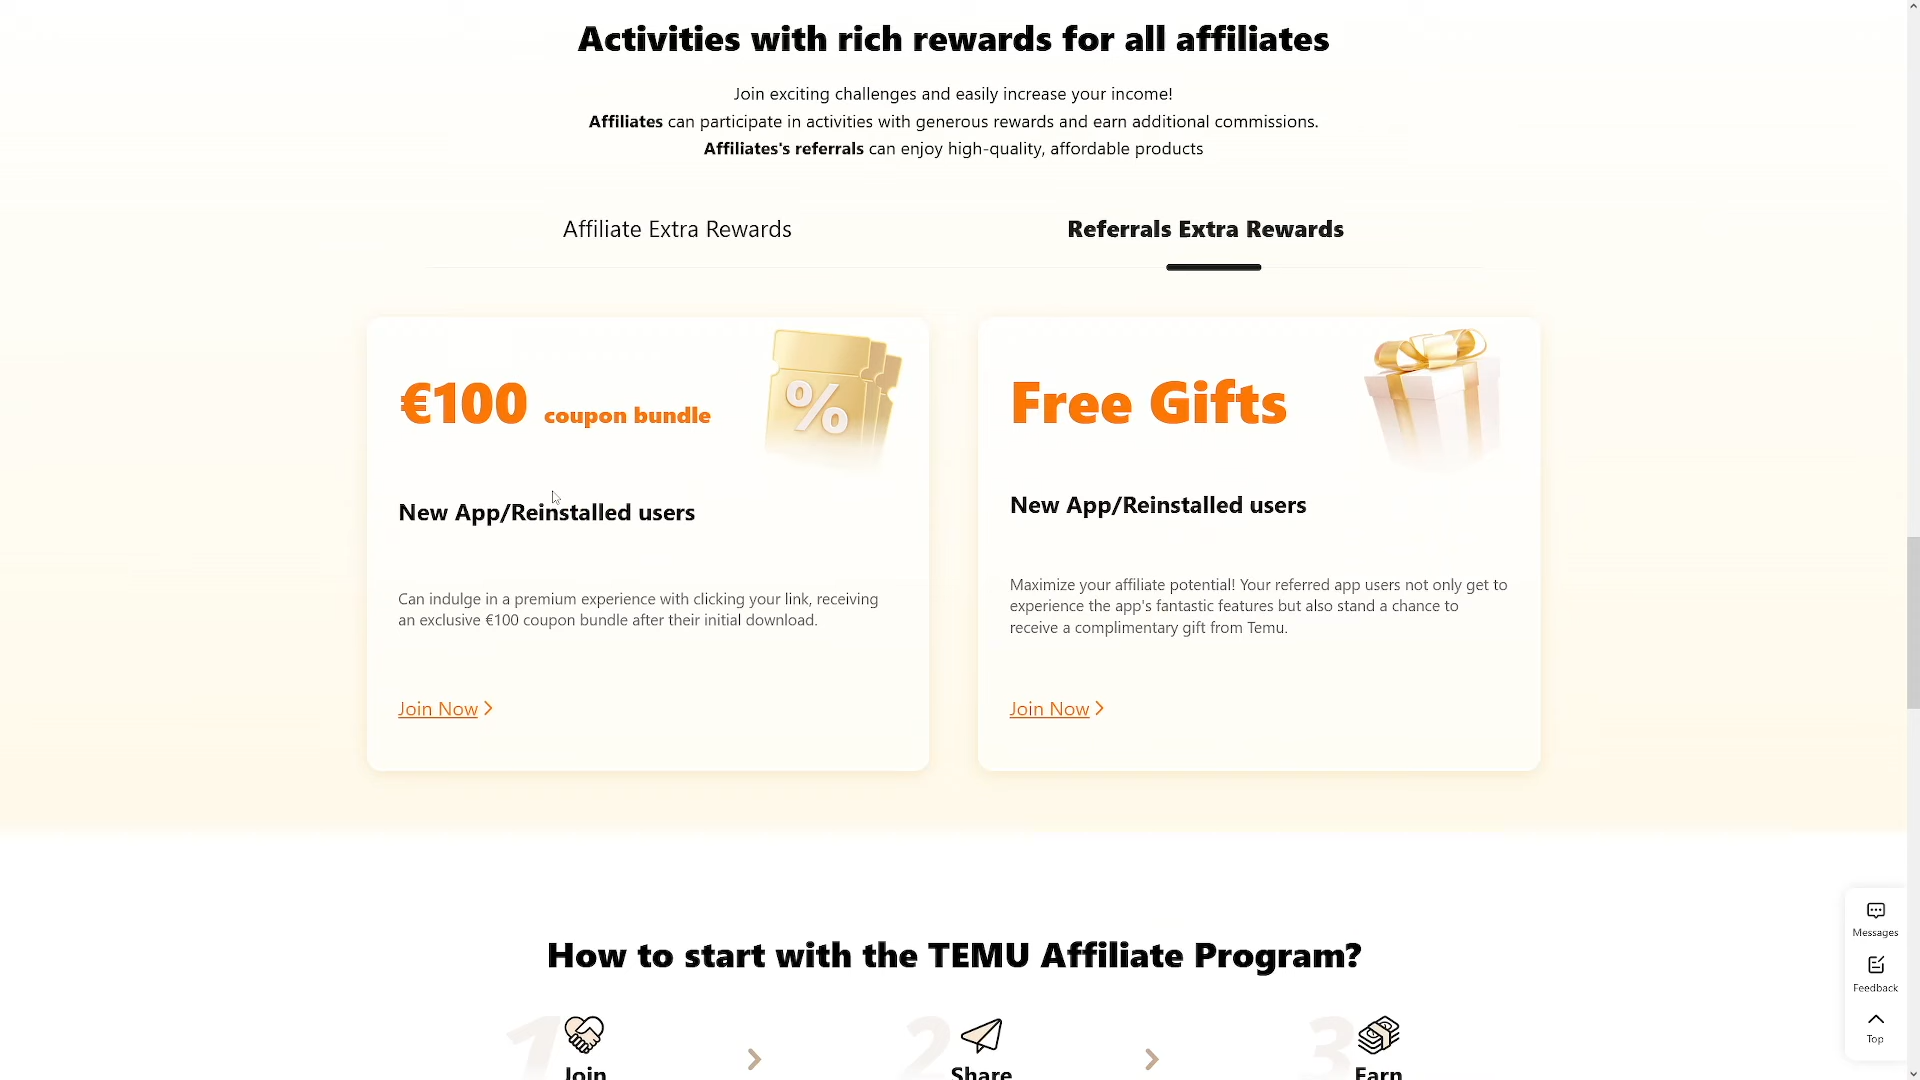 Activities with rich rewards for all affiliates
Join exciting challenges and easily increase your income!
Affiliates can participate in activities with generous rewards and earn additional commissions.
Affiliates's referrals can enjoy high-quality, affordable products
Affiliate Extra Rewards
Referrals Extra Rewards
€100 coupon bundle
%
New App/Reinstalled users
Can indulge in a premium experience with clicking your link, receiving
an exclusive €100 coupon bundle after their initial download.
Join Now
Free Gifts
New App/Reinstalled users
Maximize your affiliate potential! Your referred app users not only get to
experience the app's fantastic features but also stand a chance to
receive a complimentary gift from Temu.
Join Now
How to start with the TEMU Affiliate Program?
1
Join
2
Share
3
Earn
Messages
Feedback
Top